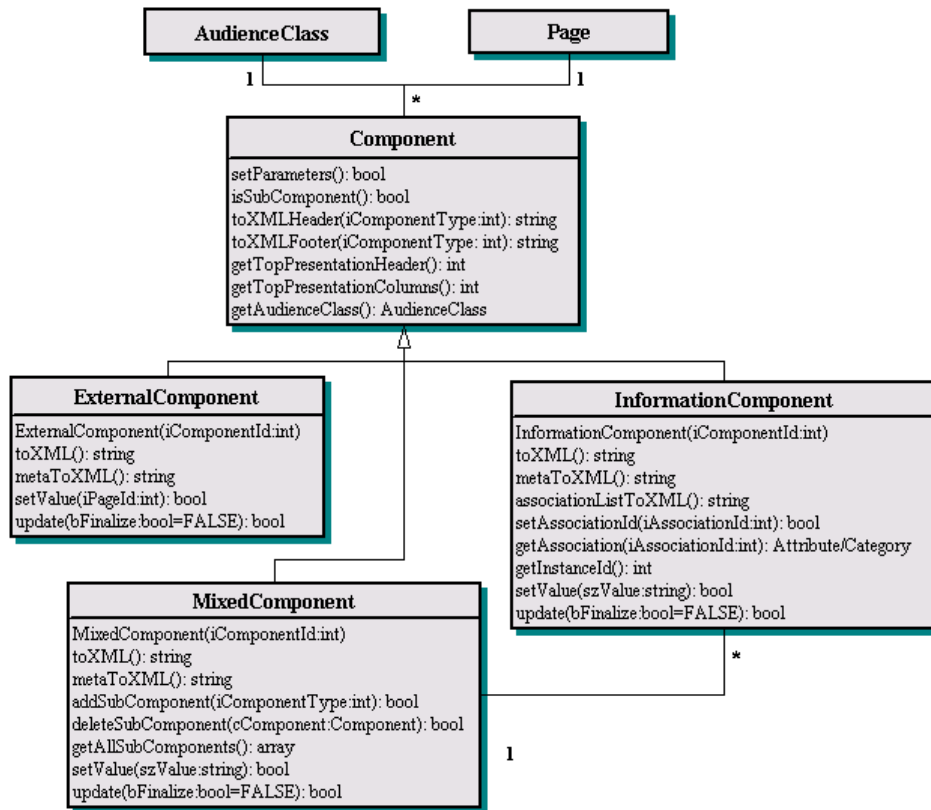 AudienceClass
Page
1
1
*
Component
setParameters(): bool
isSubComponent(): bool
toXMLHeader(iComponentType:int): string
toXMLFooter(iComponentType: int): string
getTopPresentationHeader(): int
getTopPresentationColumns(): int
getAudienceClass(): AudienceClass
ExternalComponent
ExternalComponent(iComponentId:int)
toXML(): string
metaToXML(): string
setValue(iPageId:int): bool
update(bFinalize:bool=FALSE): bool
InformationComponent
InformationComponent(iComponentId:int)
toXML(): string
metaToXML(): string
associationListToXML(): string
setAssociationId(iAssociationId:int): bool
getAssociation(iAssociationId:int): Attribute/Category
getInstanceId(): int
setValue(szValue:string): bool
update(bFinalize:bool=FALSE): bool
MixedComponent
MixedComponent(iComponentId:int)
toXML(): string
metaToXML(): string
addSubComponent(iComponentType:int): bool
deleteSubComponent(cComponent:Component): bool
getAllSubComponents(): array
setValue(szValue:string): bool
update(bFinalize:bool=FALSE): bool
*
1